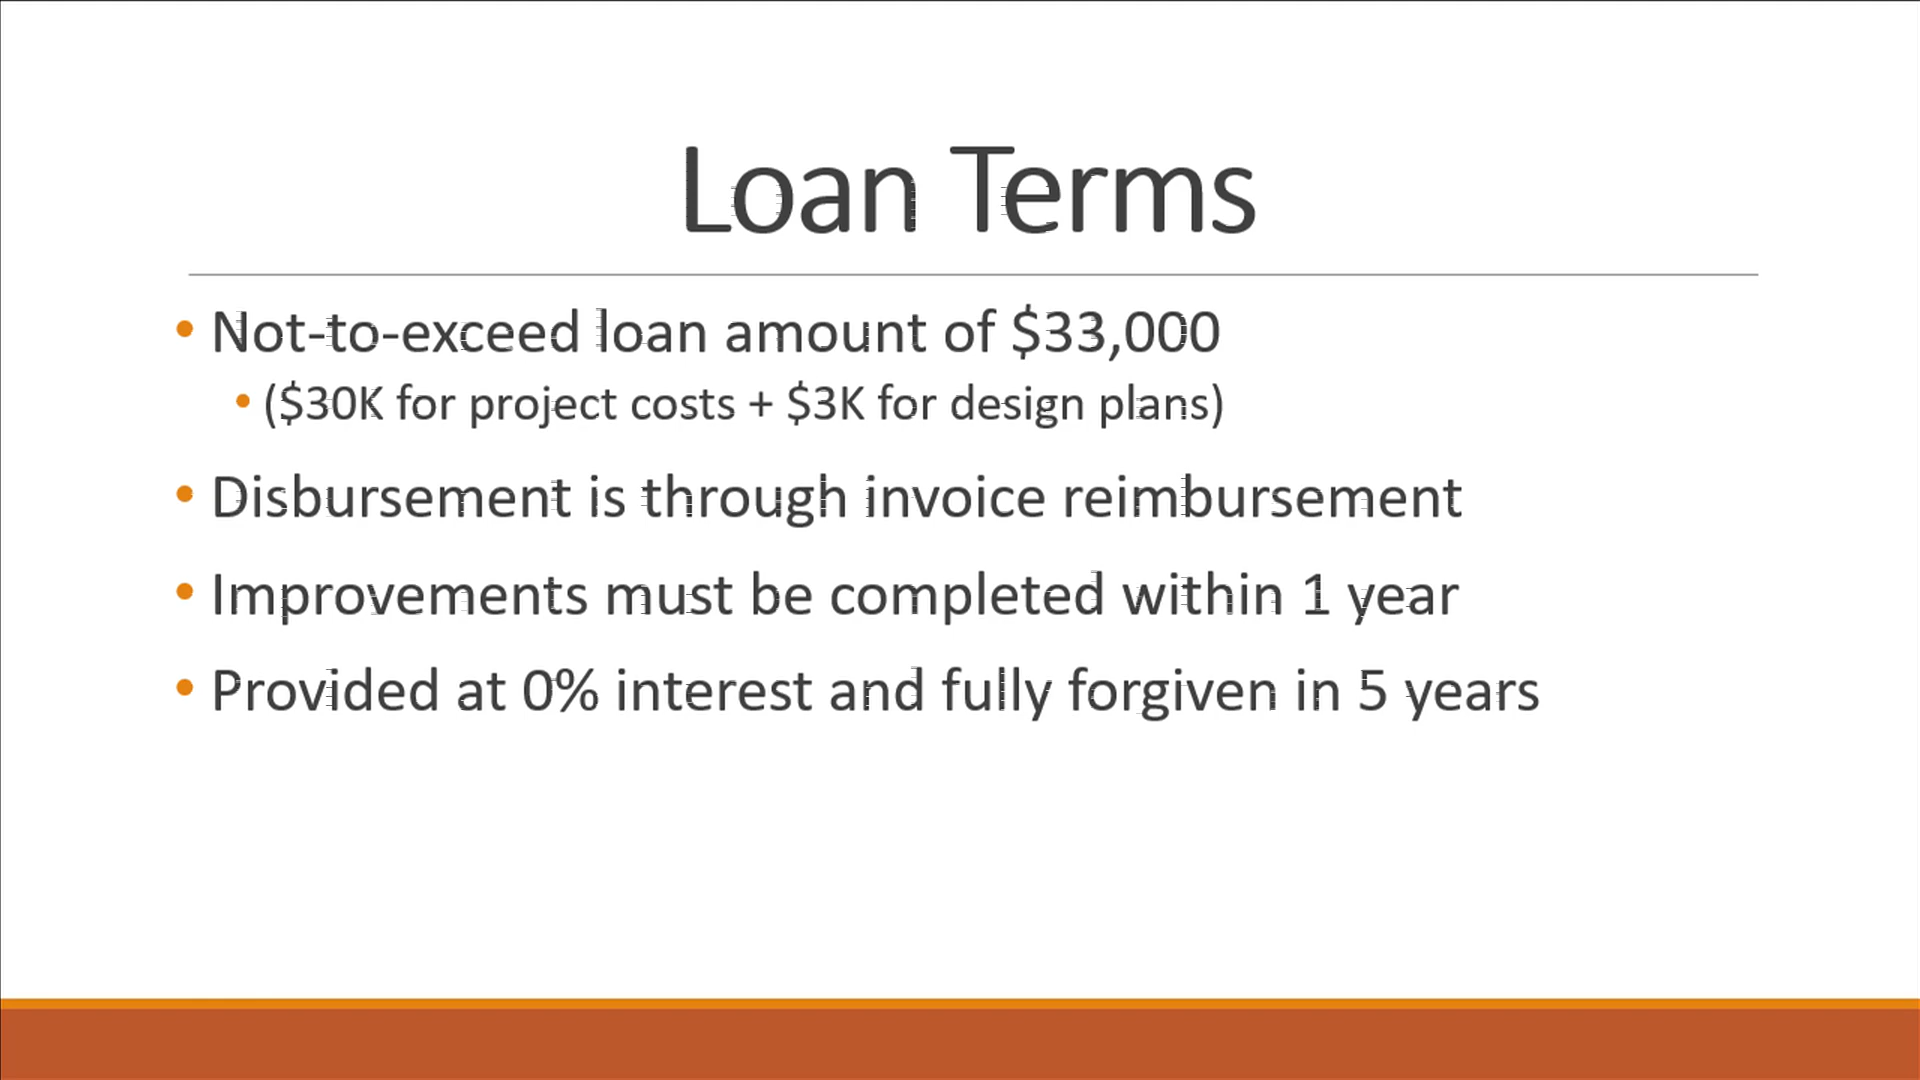 Loan Terms
• Not-to-exceed loan amount of $33,000
• ($30K for project costs + $3K for design plans)
• Disbursement is through invoice reimbursement
• Improvements must be completed within 1 year
• Provided at 0% interest and fully forgiven in 5 years